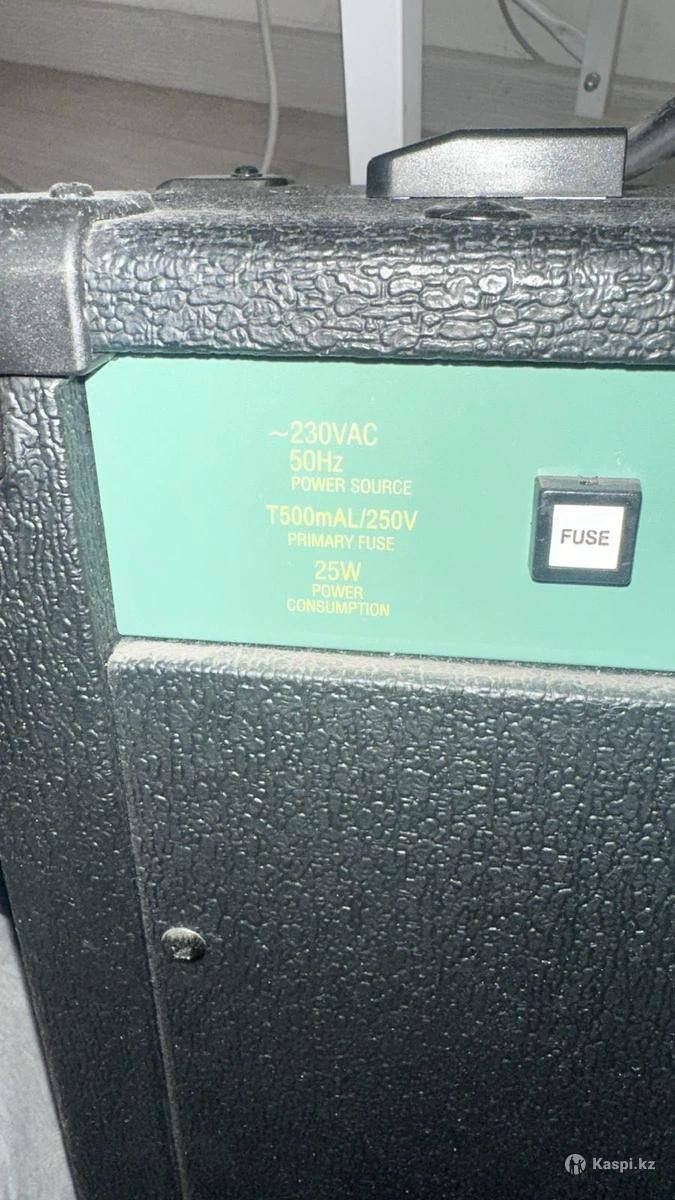 ~230VAC
50Hz
POWER SOURCE
T500mAL/250V
PRIMARY FUSE
25W
POWER
CONSUMPTION
FUSE
Kaspi.kz